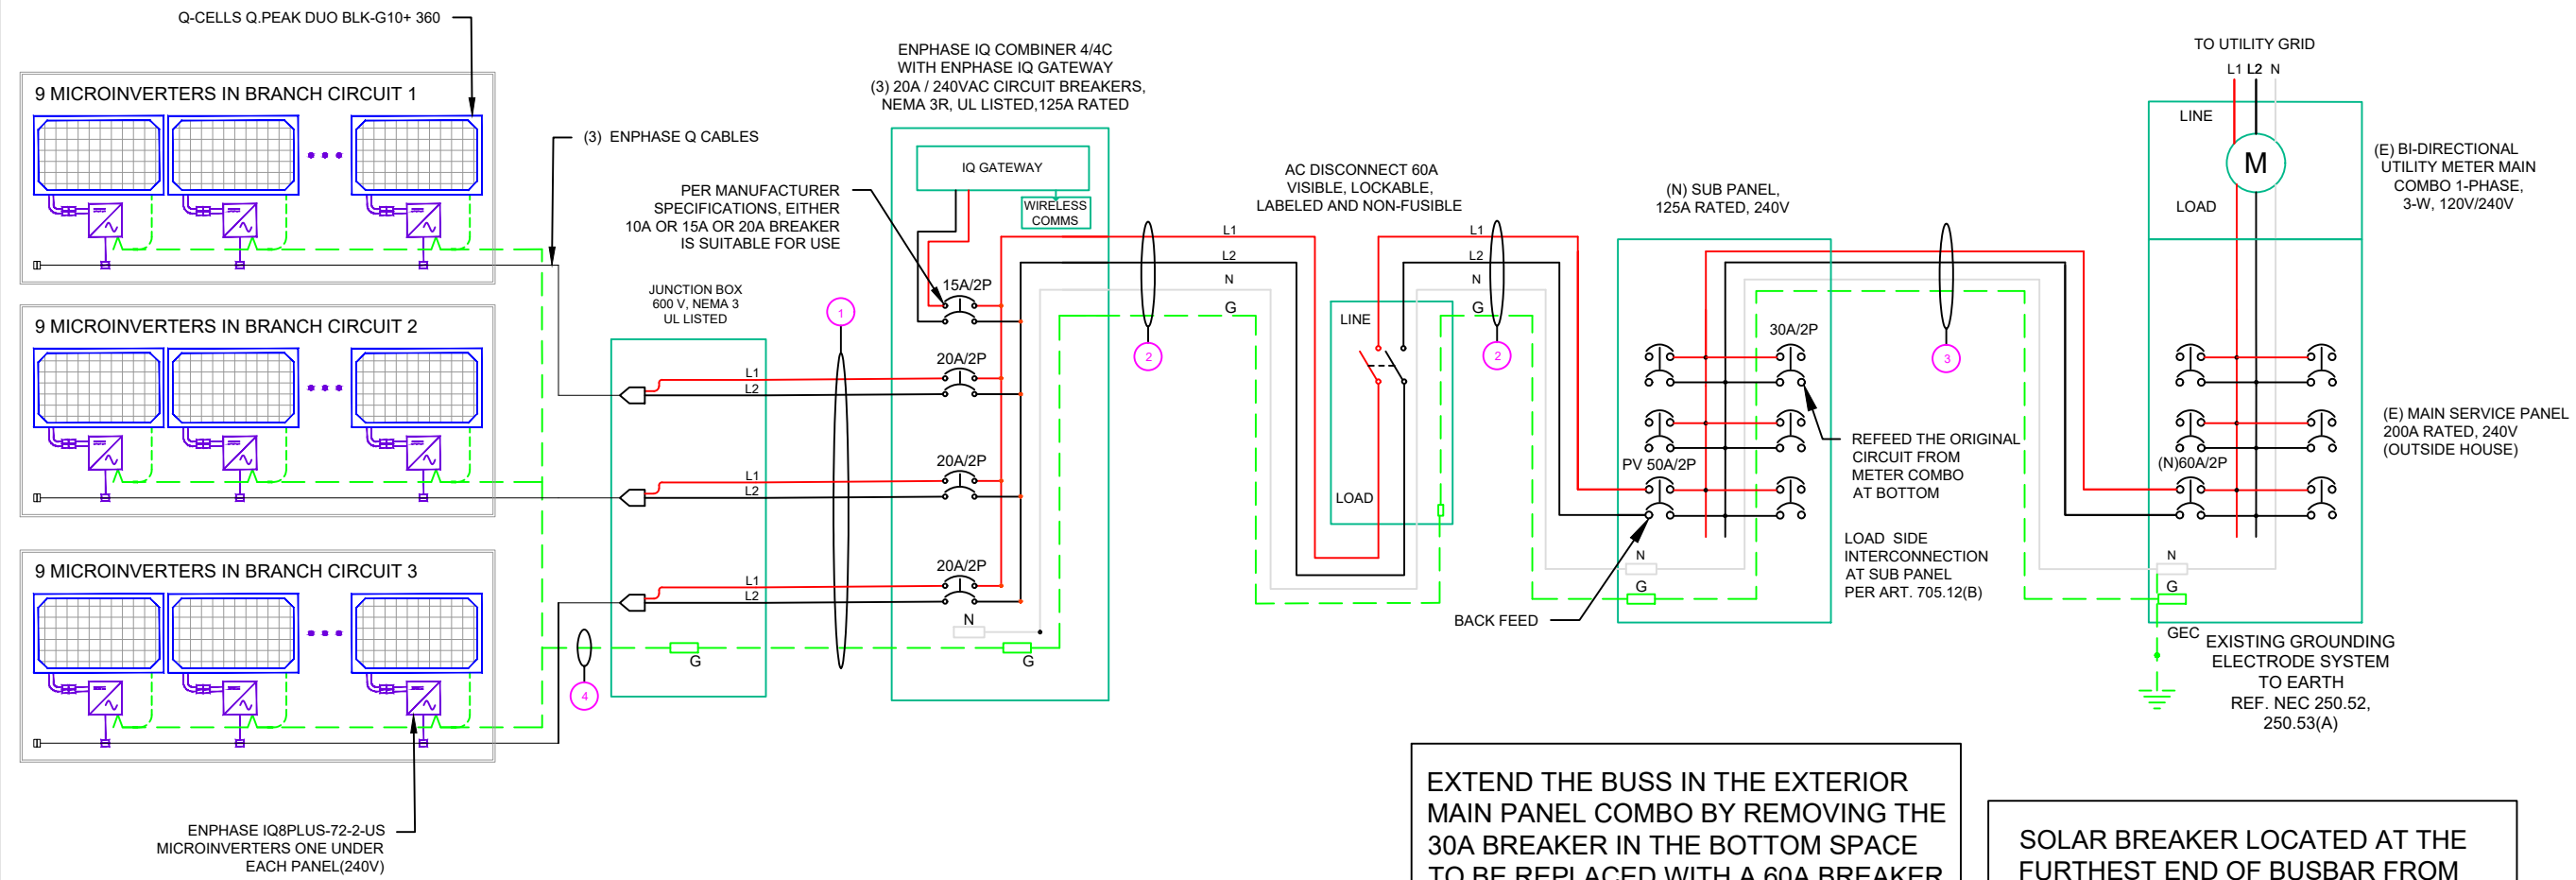 Q-CELLS Q.PEAK DUO BLK-G10+ 360
9 MICROINVERTERS IN BRANCH CIRCUIT 1
9 MICROINVERTERS IN BRANCH CIRCUIT 2
9 MICROINVERTERS IN BRANCH CIRCUIT 3
ENPHASE IQ8PLUS-72-2-US
MICROINVERTERS ONE UNDER
EACH PANEL(240V)
(3) ENPHASE Q CABLES
JUNCTION BOX
600 V, NEMA 3
UL LISTED
L1
L2
L1
L2
L1
L2
G
4
1
ENPHASE IQ COMBINER 4/4C
WITH ENPHASE IQ GATEWAY
(3) 20A / 240VAC CIRCUIT BREAKERS,
NEMA 3R, UL LISTED,125A RATED
PER MANUFACTURER
SPECIFICATIONS, EITHER
10A OR 15A OR 20A BREAKER
IS SUITABLE FOR USE
IQ GATEWAY
WIRELESS
COMMS
15A/2P
20A/2P
20A/2P
20A/2P
N
G
2
L1
L2
N
G
AC DISCONNECT 60A
VISIBLE, LOCKABLE,
LABELED AND NON-FUSIBLE
LINE
LOAD
L1
L2
N
G
2
(N) SUB PANEL,
125A RATED, 240V
30A/2P
PV 50A/2P
N
G
BACK FEED
REFEED THE ORIGINAL
CIRCUIT FROM
METER COMBO
AT BOTTOM
LOAD SIDE
INTERCONNECTION
AT SUB PANEL
PER ART. 705.12(B)
3
TO UTILITY GRID
L1 L2 N
LINE
M
LOAD
(E) BI-DIRECTIONAL
UTILITY METER MAIN
COMBO 1-PHASE,
3-W, 120V/240V
(E) MAIN SERVICE PANEL
200A RATED, 240V
(OUTSIDE HOUSE)
(N)60A/2P
N
G
GEC
EXISTING GROUNDING
ELECTRODE SYSTEM
TO EARTH
REF. NEC 250.52,
250.53(A)
EXTEND THE BUSS IN THE EXTERIOR
MAIN PANEL COMBO BY REMOVING THE
30A BREAKER IN THE BOTTOM SPACE
TO BE REPLACED WITH A 60A BREAKER
SOLAR BREAKER LOCATED AT THE
FURTHEST END OF BUSBAR FROM